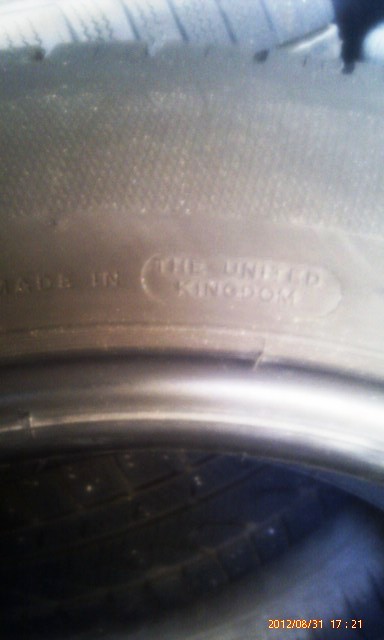 MADE IN THE UNITED
KINGDOM
2012/08/31 17:21